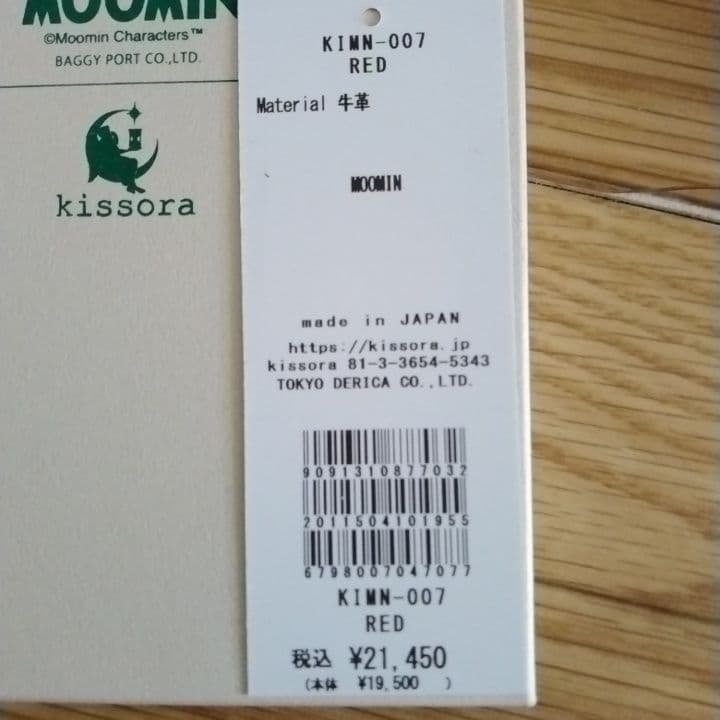 MOOMIN
©Moomin Characters™
BAGGY PORT CO.,LTD.
kissora
KIMN-007
RED
Material 牛革
MOOMIN
made in JAPAN
https://kissora.jp
kissora 81-3-3654-5343
TOKYO DERICA CO.,LTD.
9091310877032
2011504101955
6798007047077
KIMN-007
RED
税込 ¥21,450
(本体 ¥19,500 )